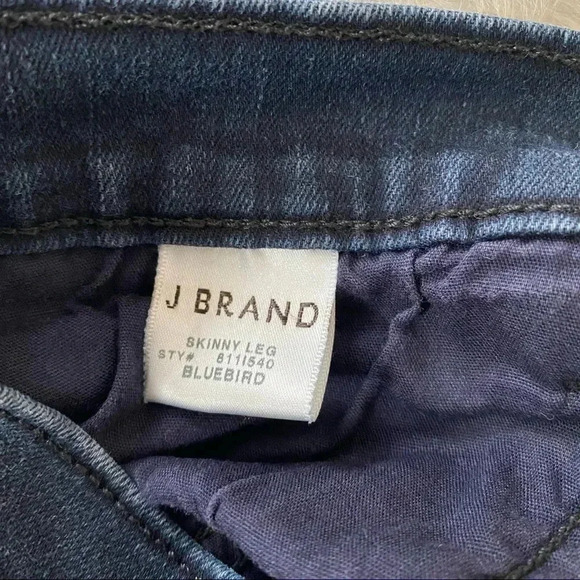 J BRAND
SKINNY LEG
STY# 811I540
BLUEBIRD